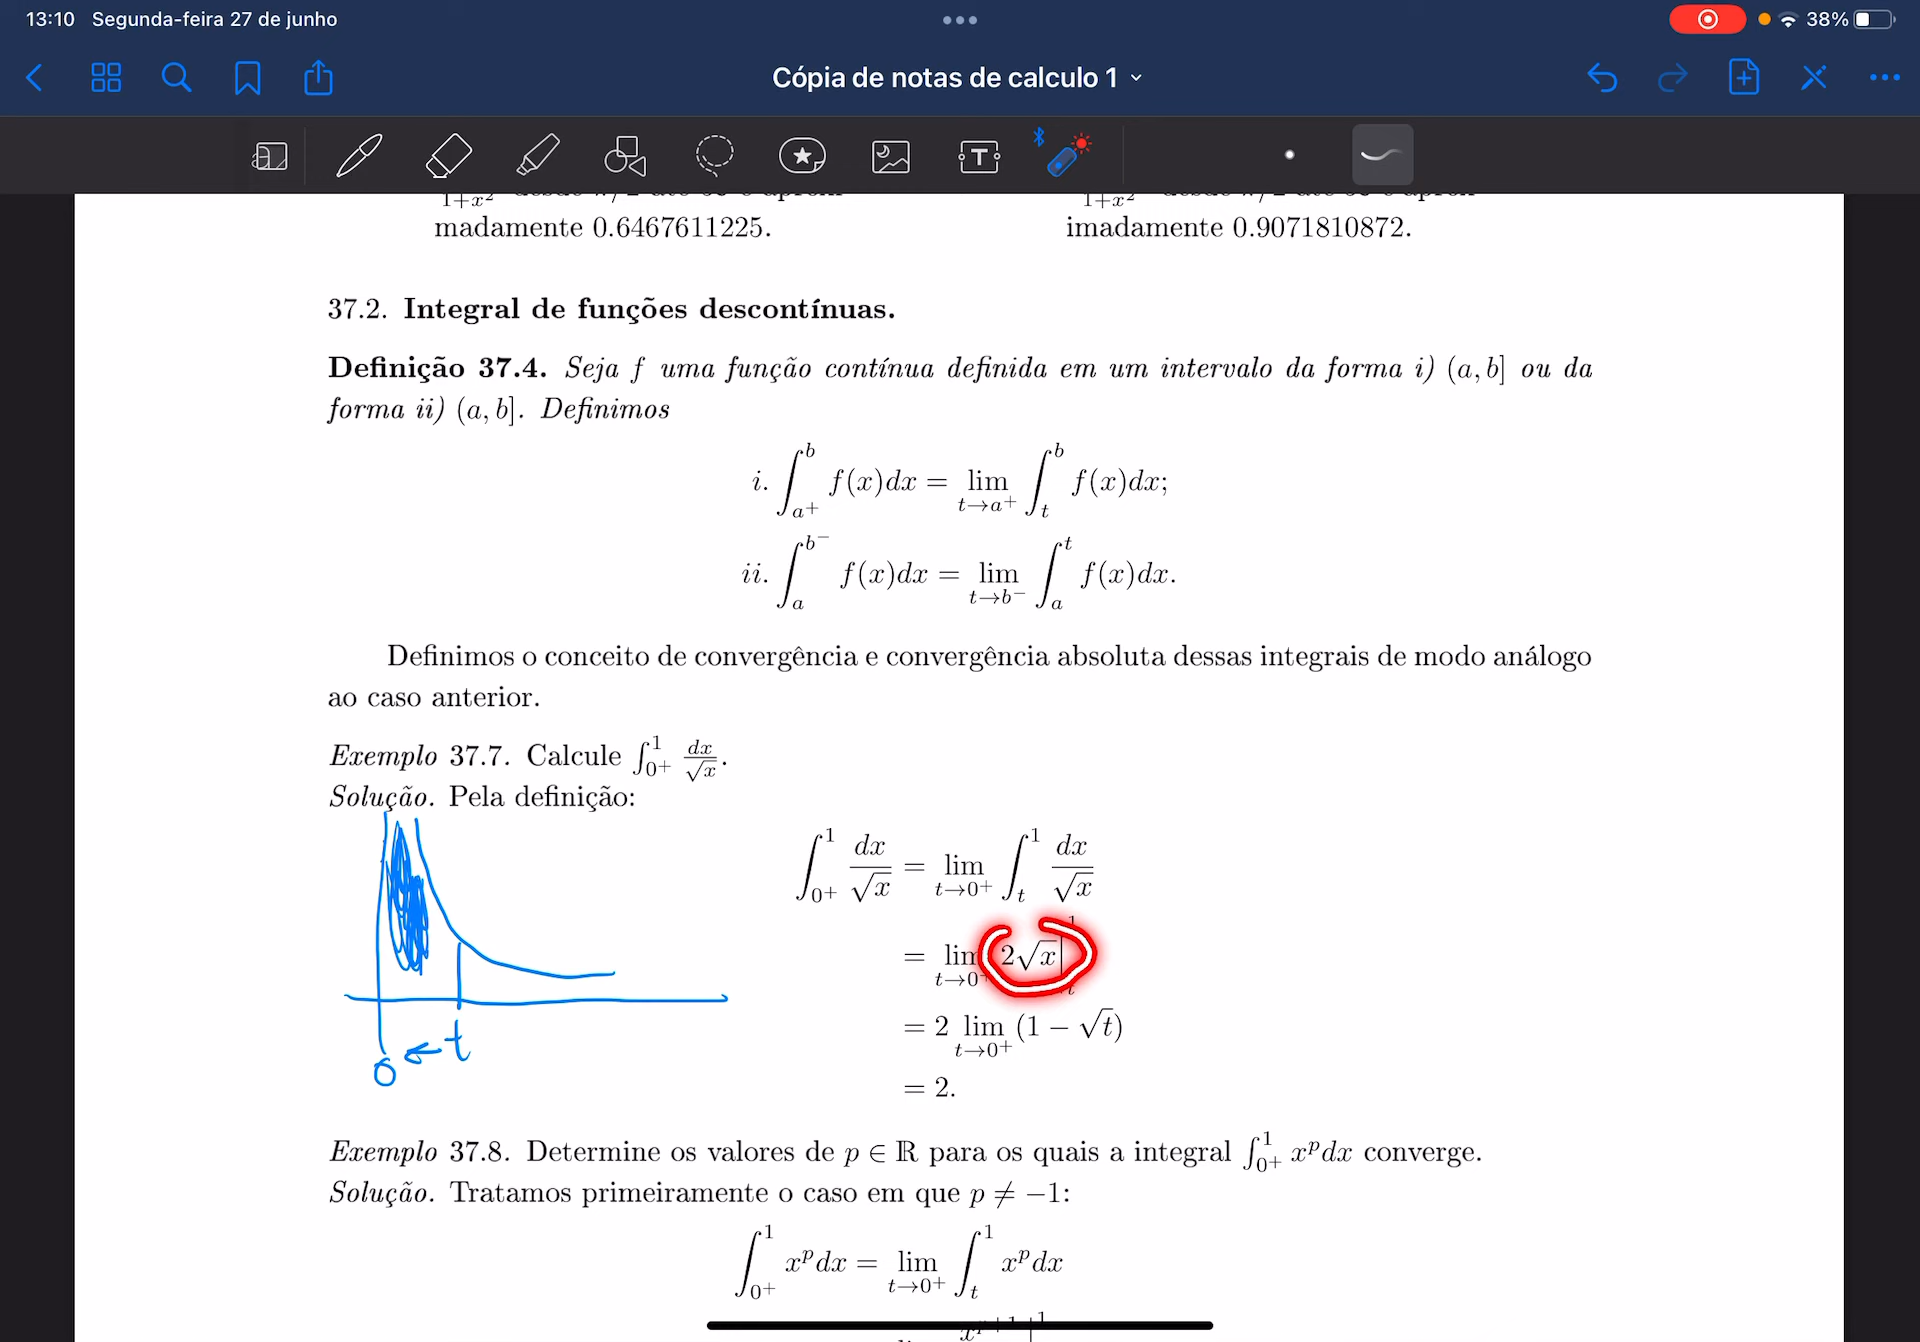 13:10 Segunda-feira 27 de junho
38%
Cópia de notas de calculo 1
madamente 0.6467611225.
imadamente 0.9071810872.
37.2. Integral de funções descontínuas.
Definição 37.4. Seja f uma função contínua definida em um intervalo da forma i) (a, b] ou da
forma ii) (a, b]. Definimos
i. ∫_{a+}^{b} f(x)dx = lim_{t→a+} ∫_{t}^{b} f(x)dx;
ii. ∫_{a}^{b−} f(x)dx = lim_{t→b−} ∫_{a}^{t} f(x)dx.
Definimos o conceito de convergência e convergência absoluta dessas integrais de modo análogo
ao caso anterior.
Exemplo 37.7. Calcule ∫_{0+}^{1} dx/√x.
Solução. Pela definição:
∫_{0+}^{1} dx/√x = lim_{t→0+} ∫_{t}^{1} dx/√x
= lim_{t→0+} 2√x|_{t}^{1}
= 2 lim_{t→0+} (1 − √t)
= 2.
0 ← t
Exemplo 37.8. Determine os valores de p ∈ ℝ para os quais a integral ∫_{0+}^{1} x^p dx converge.
Solução. Tratamos primeiramente o caso em que p ≠ −1:
∫_{0+}^{1} x^p dx = lim_{t→0+} ∫_{t}^{1} x^p dx